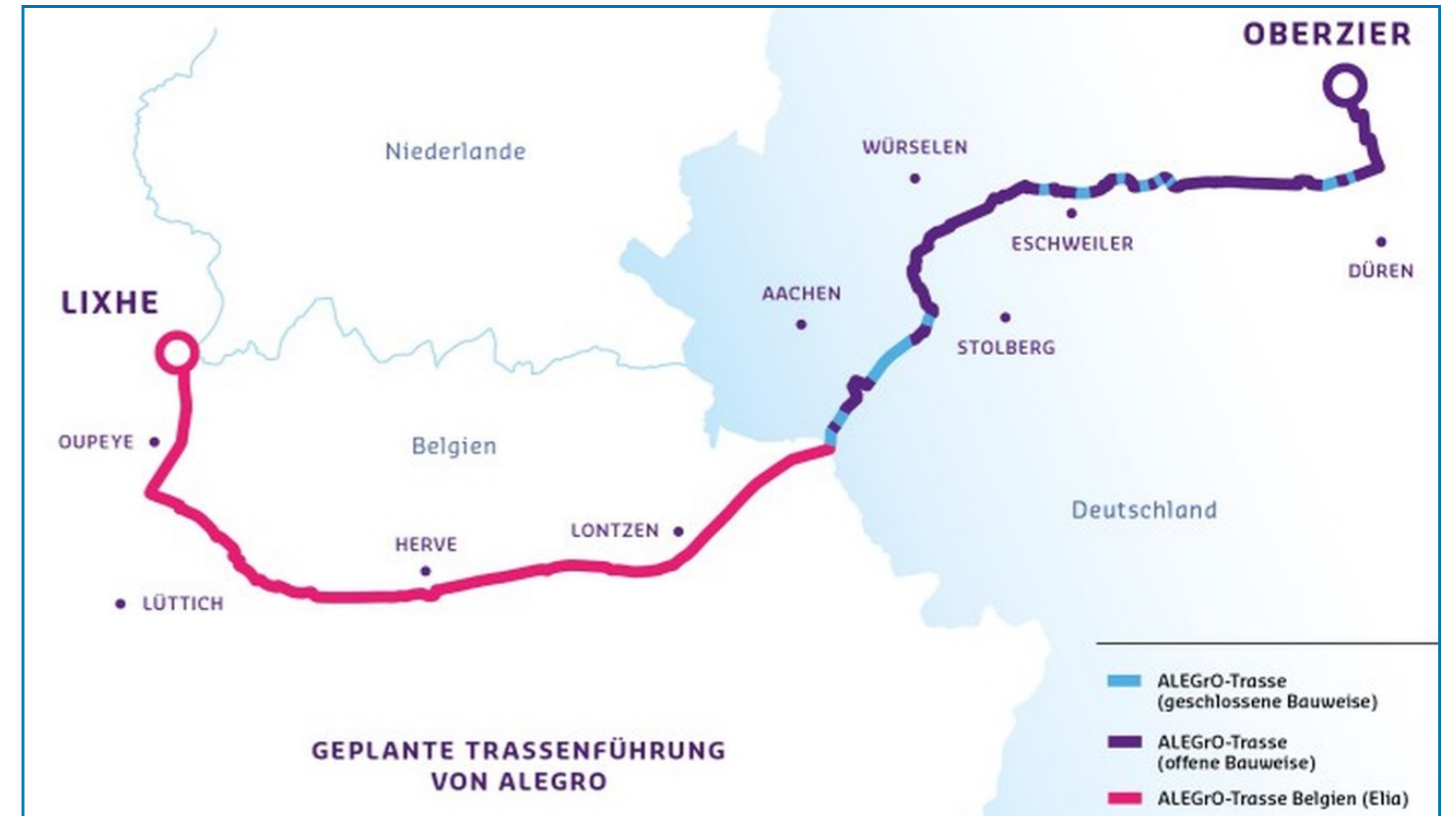 OBERZIER
WÜRSELEN
Niederlande
ESCHWEILER
DÜREN
AACHEN
LIXHE
STOLBERG
OUPEYE
Belgien
Deutschland
LONTZEN
HERVE
LÜTTICH
ALEGrO-Trasse
(geschlossene Bauweise)
GEPLANTE TRASSENFÜHRUNG
VON ALEGRO
ALEGrO-Trasse
(offene Bauweise)
ALEGrO-Trasse Belgien (Elia)